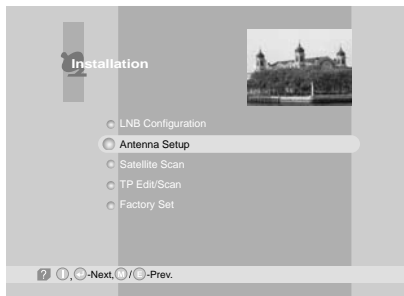 Installation
LNB Configuration
Antenna Setup
Satellite Scan
TP Edit/Scan
Factory Set
? I, ↵-Next, M / E -Prev.